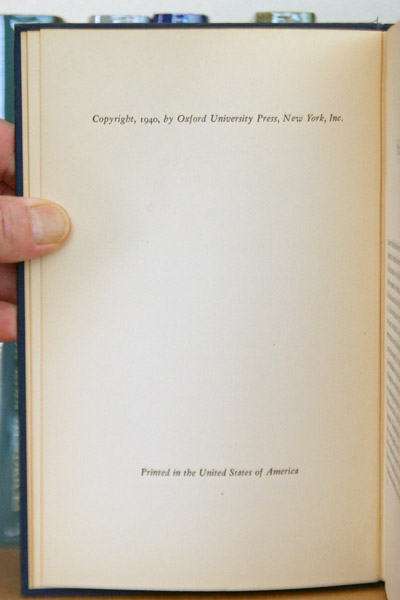 Copyright, 1940, by Oxford University Press, New York, Inc.
Printed in the United States of America